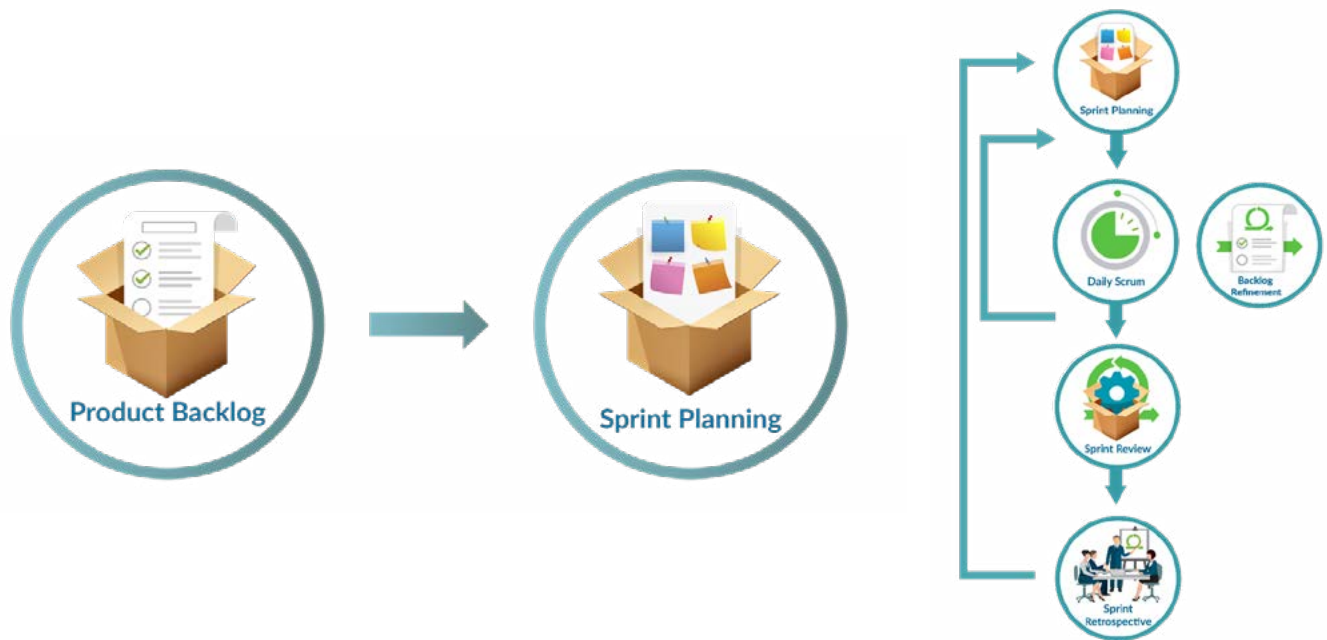 Product Backlog
Sprint Planning
Sprint Planning
Daily Scrum
Backlog
Refinement
Sprint Review
Sprint
Retrospective